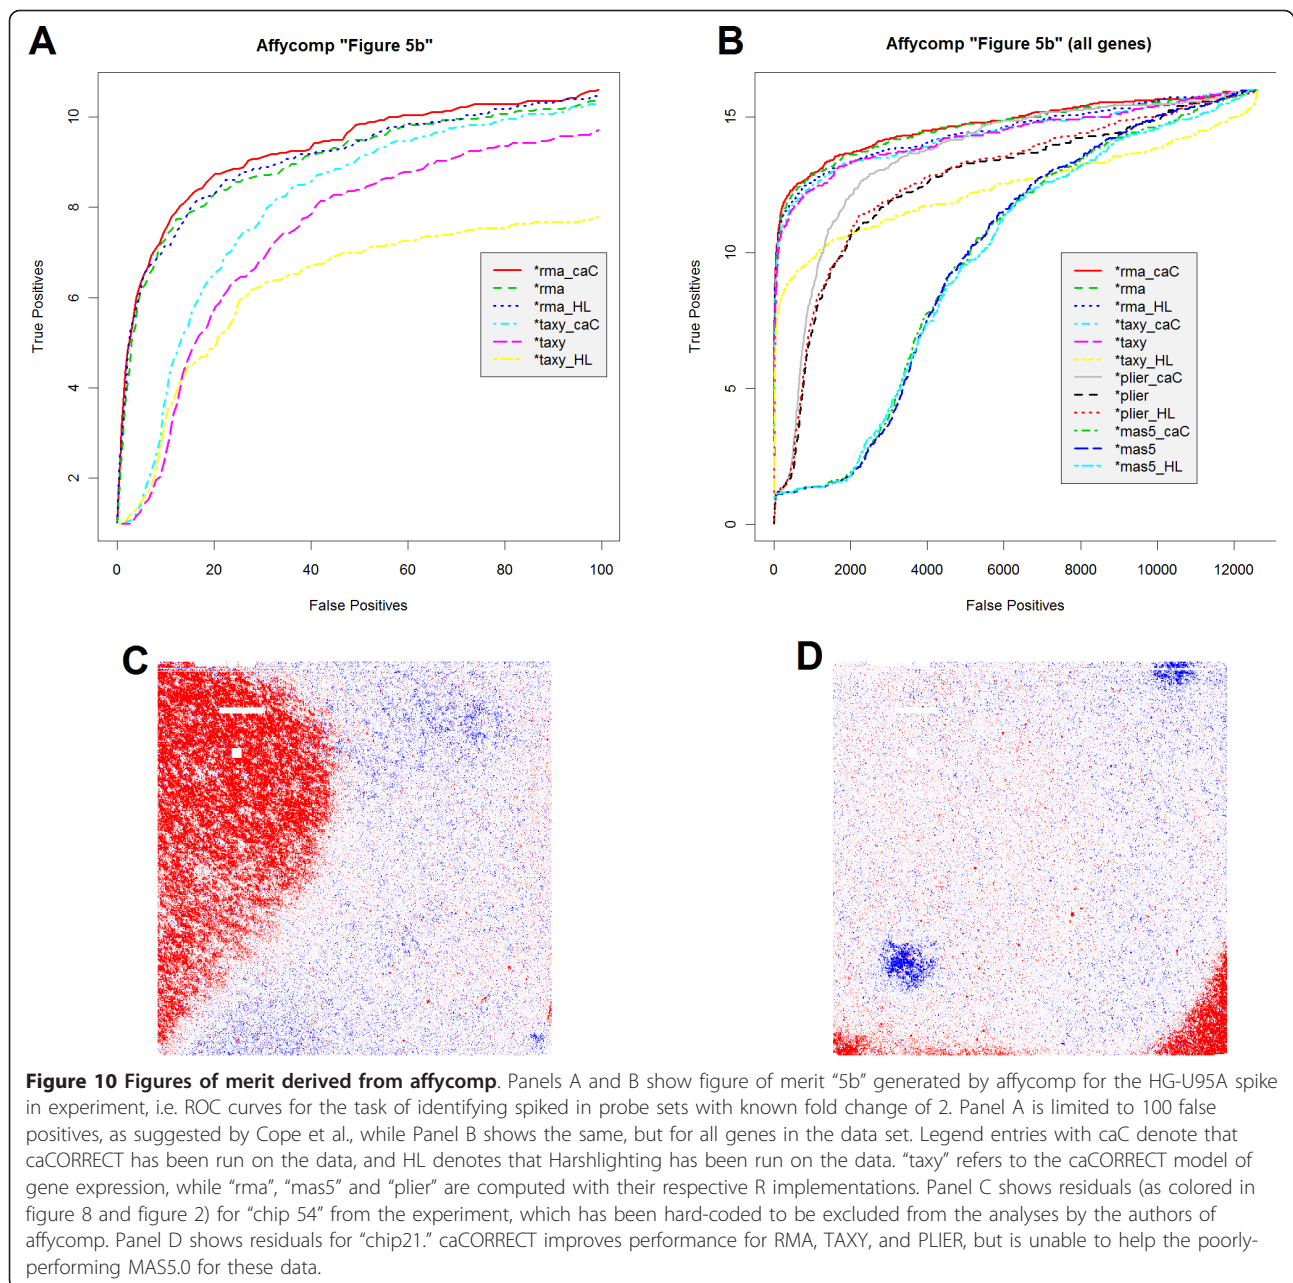 A
Affycomp "Figure 5b"
True Positives
10
8
6
4
2
*rma_caC
*rma
*rma_HL
*taxy_caC
*taxy
*taxy_HL
0 20 40 60 80 100
False Positives
B
Affycomp "Figure 5b" (all genes)
True Positives
15
10
5
0
*rma_caC
*rma
*rma_HL
*taxy_caC
*taxy
*taxy_HL
*plier_caC
*plier
*plier_HL
*mas5_caC
*mas5
*mas5_HL
0 2000 4000 6000 8000 10000 12000
False Positives
C
D
Figure 10 Figures of merit derived from affycomp. Panels A and B show figure of merit “5b” generated by affycomp for the HG-U95A spike
in experiment, i.e. ROC curves for the task of identifying spiked in probe sets with known fold change of 2. Panel A is limited to 100 false
positives, as suggested by Cope et al., while Panel B shows the same, but for all genes in the data set. Legend entries with caC denote that
caCORRECT has been run on the data, and HL denotes that Harshlighting has been run on the data. “taxy” refers to the caCORRECT model of
gene expression, while “rma”, “mas5” and “plier” are computed with their respective R implementations. Panel C shows residuals (as colored in
figure 8 and figure 2) for “chip 54” from the experiment, which has been hard-coded to be excluded from the analyses by the authors of
affycomp. Panel D shows residuals for “chip21.” caCORRECT improves performance for RMA, TAXY, and PLIER, but is unable to help the poorly-
performing MAS5.0 for these data.